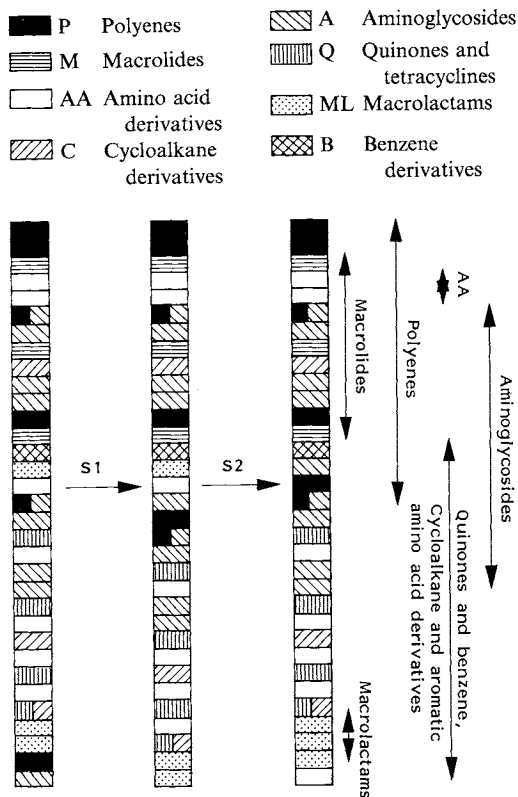 P Polyenes
M Macrolides
AA Amino acid
derivatives
C Cycloalkane
derivatives
A Aminoglycosides
Q Quinones and
tetracyclines
ML Macrolactams
B Benzene
derivatives
S1
S2
Macrolides
Polyenes
AA
Aminoglycosides
Quinones and benzene,
Cycloalkane and aromatic
amino acid derivatives
Macrolactams